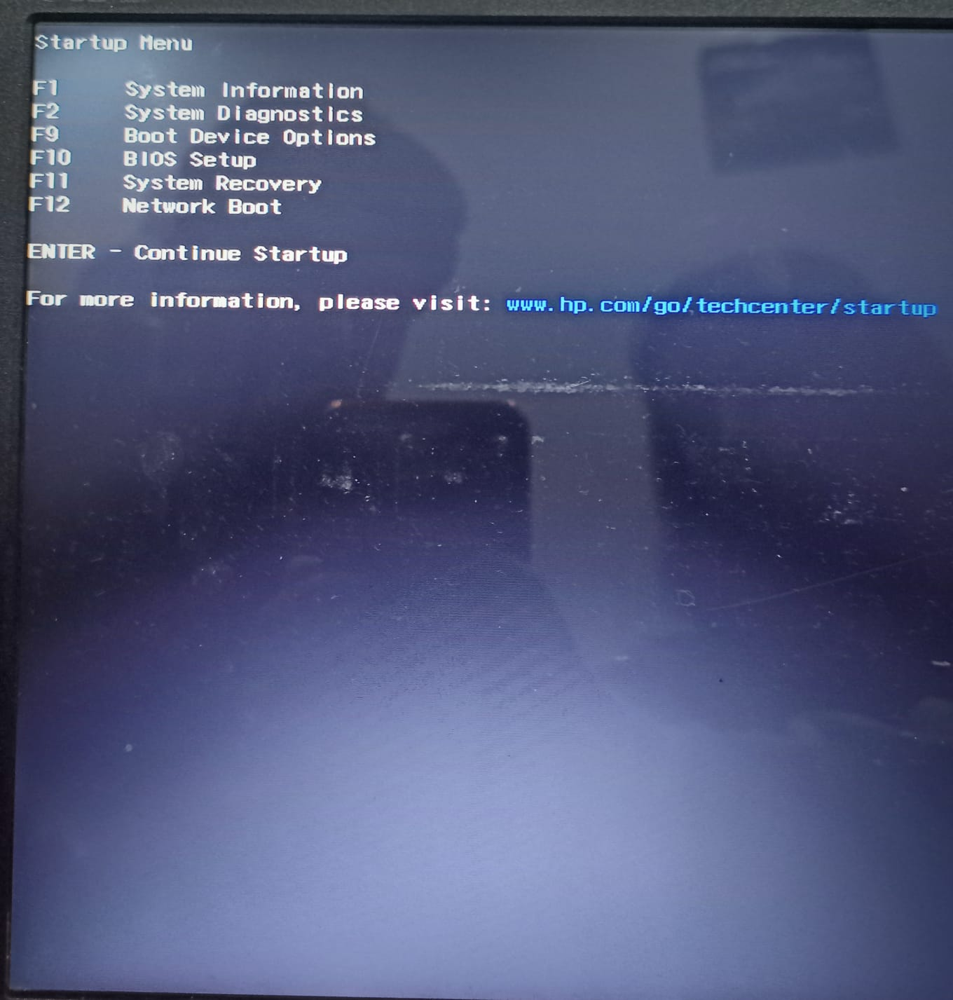 Startup Menu
F1 System Information
F2 System Diagnostics
F9 Boot Device Options
F10 BIOS Setup
F11 System Recovery
F12 Network Boot
ENTER - Continue Startup
For more information, please visit: www.hp.com/go/techcenter/startup